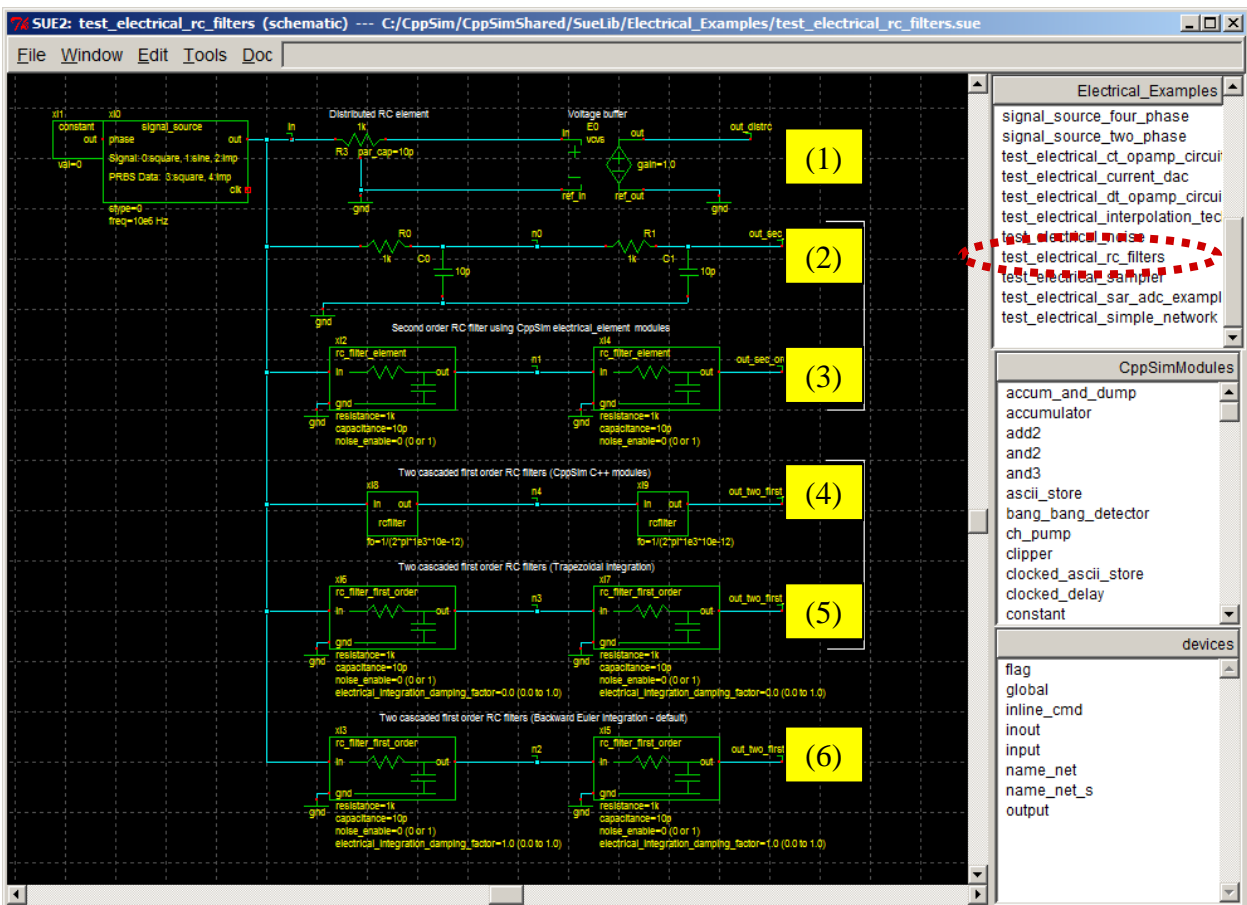 SUE2: test_electrical_rc_filters (schematic) --- C:/CppSim/CppSimShared/SueLib/Electrical_Examples/test_electrical_rc_filters.sue
File Window Edit Tools Doc
xI1 xI0
constant signal_source
out phase out
Signal: 0:square, 1:sine, 2:imp
val=0
PRBS Data: 3:square, 4:imp
clk
stype=0
freq=10e6 Hz
in
Distributed RC element
1k
R3 par_cap=10p
gnd
Voltage buffer
E0
in vcvs out
gain=1.0
ref_in ref_out
gnd
out_distrc
(1)
R0 n0 R1 out_sec
1k C0 1k C1
10p 10p
gnd
(2)
Second order RC filter using CppSim electrical_element modules
xI2 xI4
rc_filter_element n1 rc_filter_element out_sec_or
in out in out
gnd gnd
gnd resistance=1k gnd resistance=1k
capacitance=10p capacitance=10p
noise_enable=0 (0 or 1) noise_enable=0 (0 or 1)
(3)
Two cascaded first order RC filters (CppSim C++ modules)
xI8 n4 xI9 out_two_first
in out in out
rcfilter rcfilter
fo=1/(2*pi*1e3*10e-12) fo=1/(2*pi*1e3*10e-12)
(4)
Two cascaded first order RC filters (Trapezoidal Integration)
xI6 xI7
rc_filter_first_order n3 rc_filter_first_order out_two_first
in out in out
gnd gnd
gnd resistance=1k gnd resistance=1k
capacitance=10p capacitance=10p
noise_enable=0 (0 or 1) noise_enable=0 (0 or 1)
electrical_integration_damping_factor=0.0 (0.0 to 1.0) electrical_integration_damping_factor=0.0 (0.0 to 1.0)
(5)
Two cascaded first order RC filters (Backward Euler Integration - default)
xI3 xI5
rc_filter_first_order n2 rc_filter_first_order out_two_first
in out in out
gnd gnd
gnd resistance=1k gnd resistance=1k
capacitance=10p capacitance=10p
noise_enable=0 (0 or 1) noise_enable=0 (0 or 1)
electrical_integration_damping_factor=1.0 (0.0 to 1.0) electrical_integration_damping_factor=1.0 (0.0 to 1.0)
(6)
Electrical_Examples
signal_source_four_phase
signal_source_two_phase
test_electrical_ct_opamp_circuit
test_electrical_current_dac
test_electrical_dt_opamp_circui
test_electrical_interpolation_tec
test_electrical_noise
test_electrical_rc_filters
test_electrical_sampler
test_electrical_sar_adc_exampl
test_electrical_simple_network
CppSimModules
accum_and_dump
accumulator
add2
and2
and3
ascii_store
bang_bang_detector
ch_pump
clipper
clocked_ascii_store
clocked_delay
constant
devices
flag
global
inline_cmd
inout
input
name_net
name_net_s
output